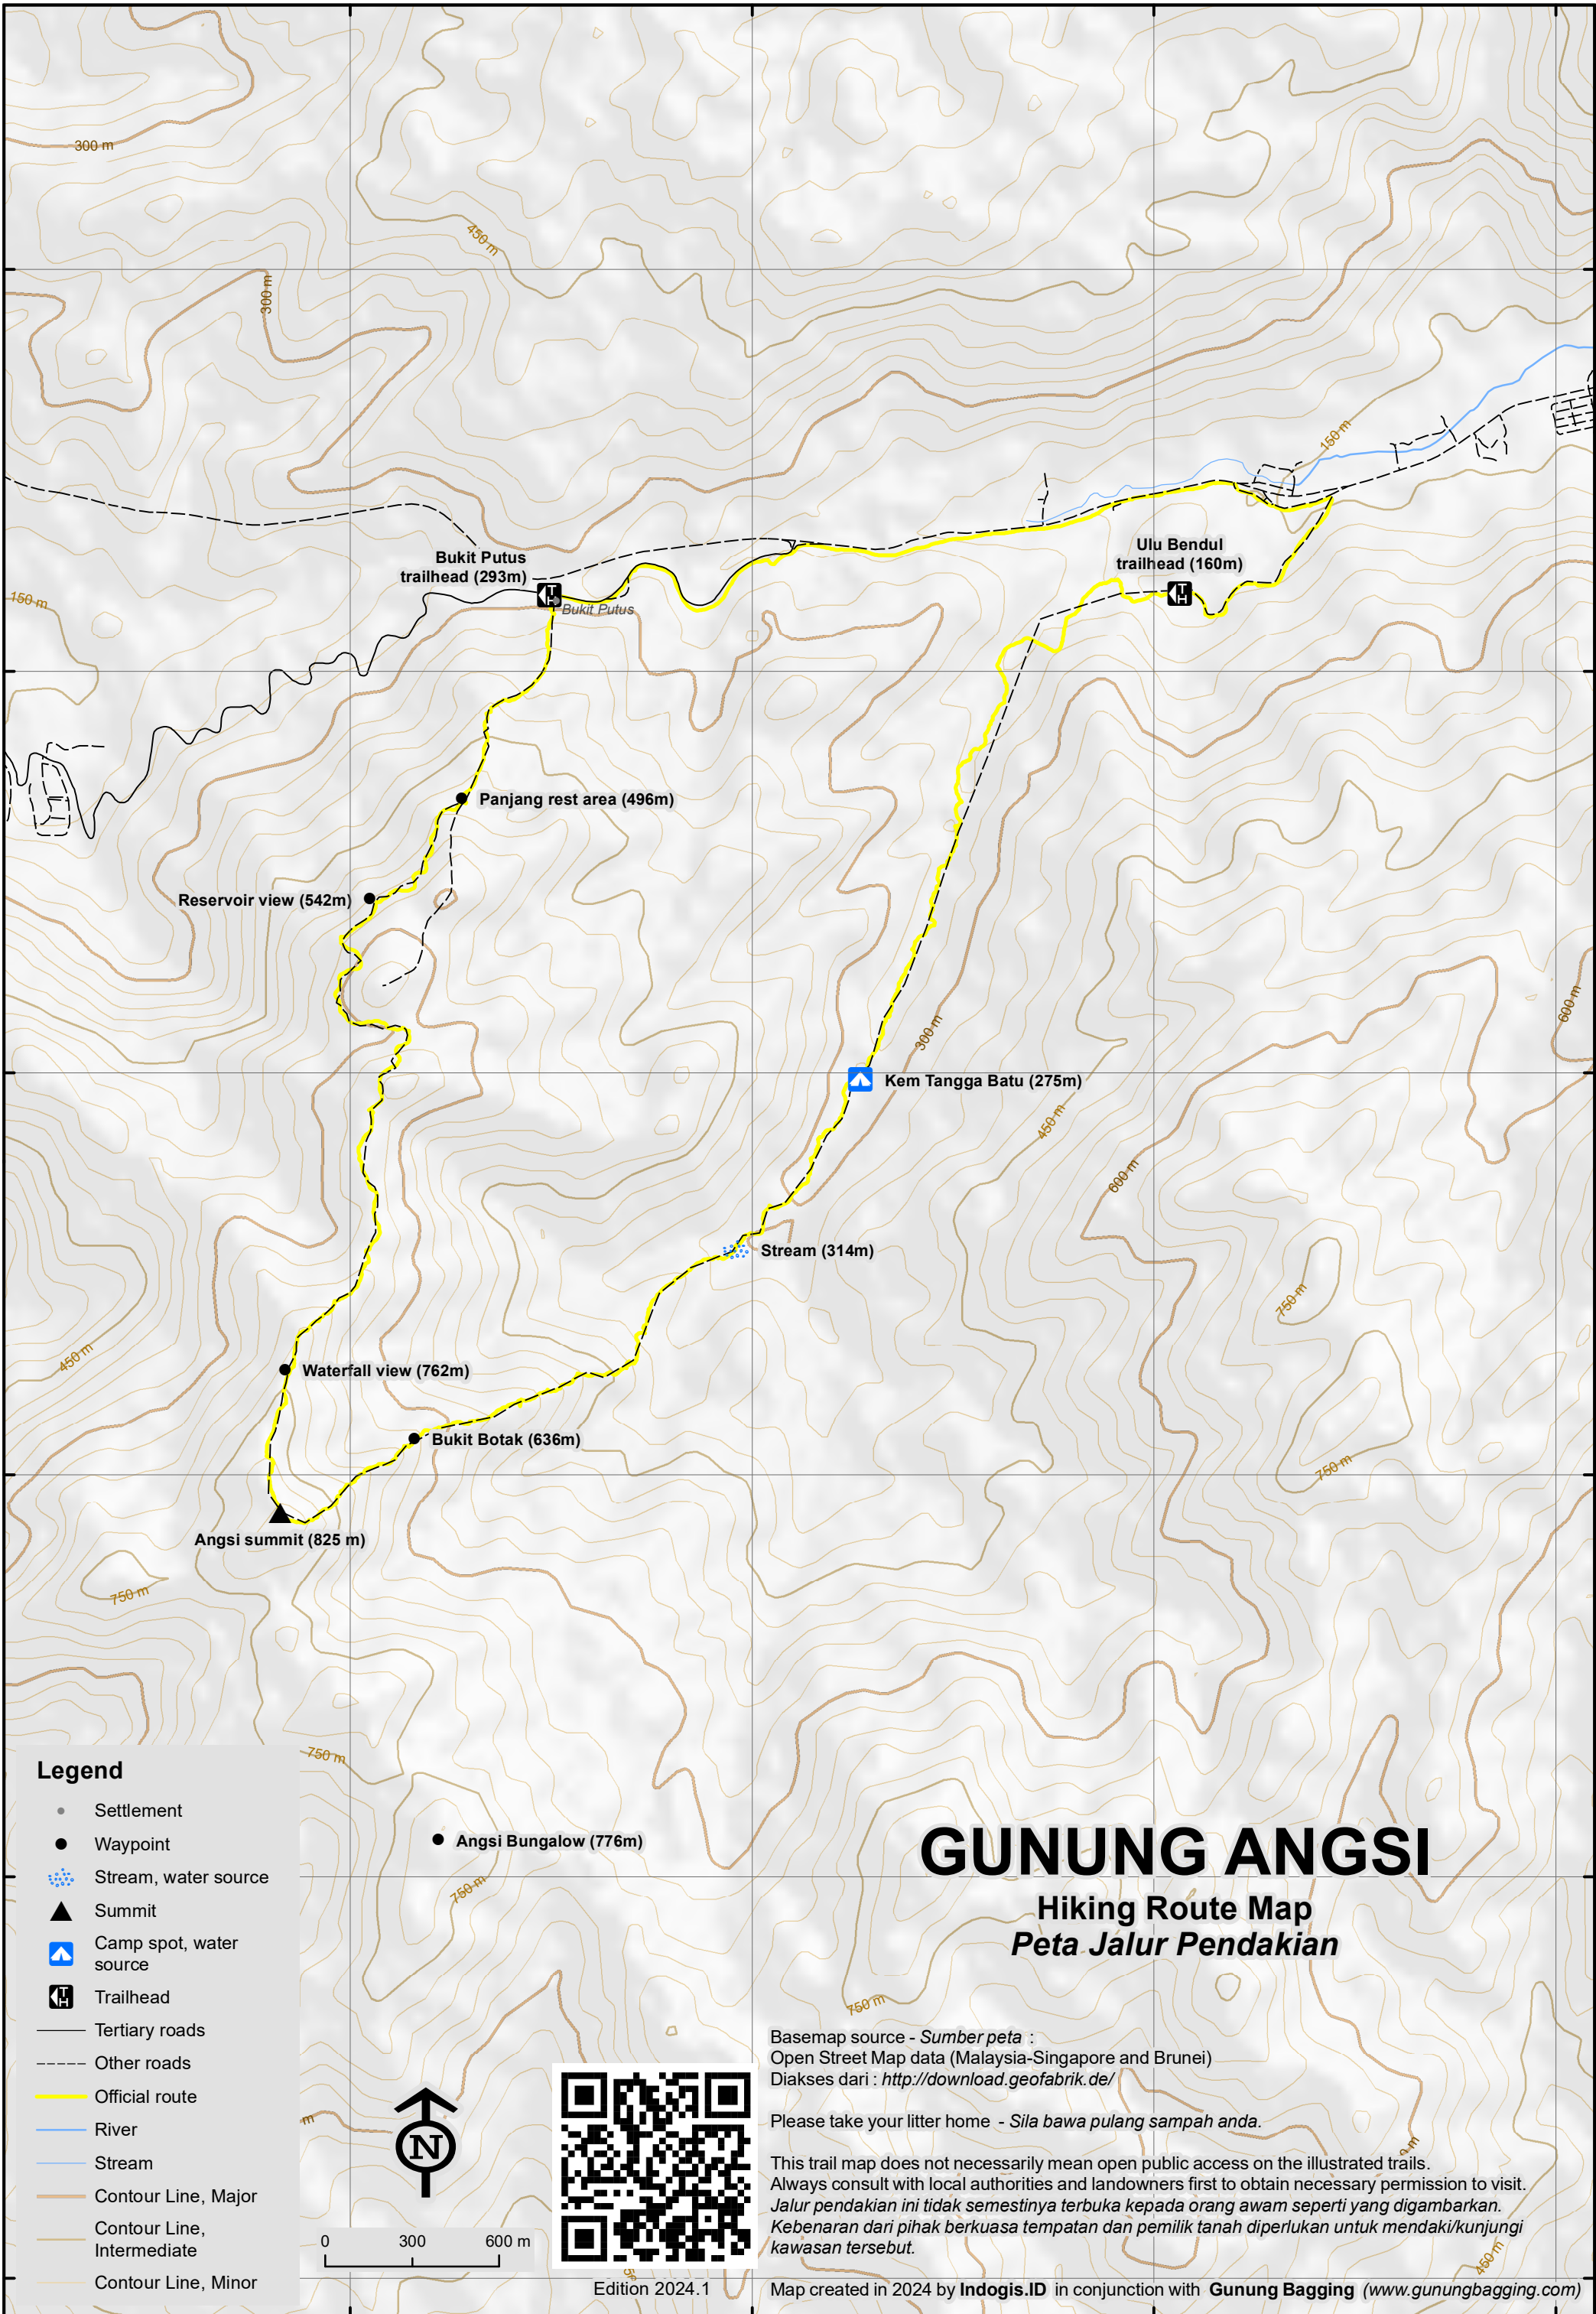 300 m
450 m
300 m
150 m
Bukit Putus
trailhead (293m)
Bukit Putus
Ulu Bendul
trailhead (160m)
150 m
Panjang rest area (496m)
Reservoir view (542m)
600 m
300 m
Kem Tangga Batu (275m)
450 m
600 m
Stream (314m)
750 m
450 m
Waterfall view (762m)
Bukit Botak (636m)
750 m
Angsi summit (825 m)
750 m
750 m
Angsi Bungalow (776m)
750 m
GUNUNG ANGSI
Hiking Route Map
Peta Jalur Pendakian
750 m
Legend
Settlement
Waypoint
Stream, water source
Summit
Camp spot, water
source
TH
Trailhead
Tertiary roads
Other roads
Official route
River
Stream
Contour Line, Major
Contour Line,
Intermediate
Contour Line, Minor
m
N
0 300 600 m
Edition 2024.1
Basemap source - Sumber peta :
Open Street Map data (Malaysia-Singapore and Brunei)
Diakses dari : http://download.geofabrik.de/
Please take your litter home - Sila bawa pulang sampah anda.
This trail map does not necessarily mean open public access on the illustrated trails.
Always consult with local authorities and landowners first to obtain necessary permission to visit.
Jalur pendakian ini tidak semestinya terbuka kepada orang awam seperti yang digambarkan.
Kebenaran dari pihak berkuasa tempatan dan pemilik tanah diperlukan untuk mendaki/kunjungi
kawasan tersebut.
450 m
Map created in 2024 by Indogis.ID in conjunction with Gunung Bagging (www.gunungbagging.com)